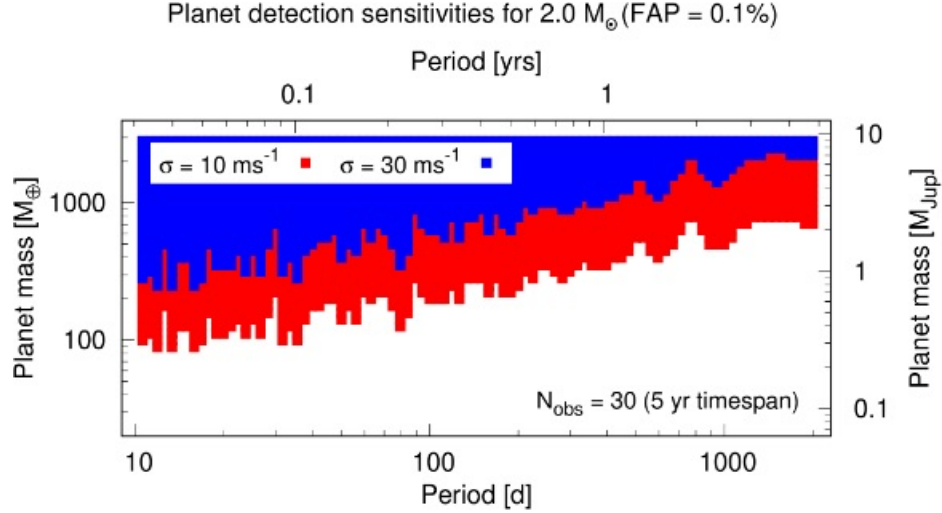 Planet detection sensitivities for 2.0 M☉(FAP = 0.1%)
Period [yrs]
0.1 1
σ = 10 ms⁻¹ σ = 30 ms⁻¹
Planet mass [M⊕]
1000
100
10
1
0.1
Planet mass [MJup]
Nobs = 30 (5 yr timespan)
10 100 1000
Period [d]